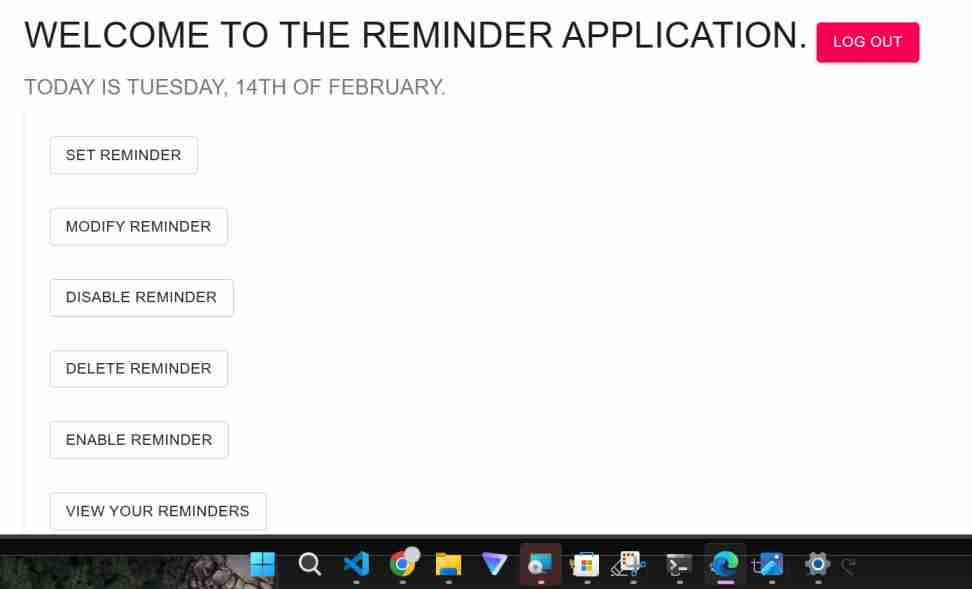 WELCOME TO THE REMINDER APPLICATION. LOG OUT
TODAY IS TUESDAY, 14TH OF FEBRUARY.
SET REMINDER
MODIFY REMINDER
DISABLE REMINDER
DELETE REMINDER
ENABLE REMINDER
VIEW YOUR REMINDERS